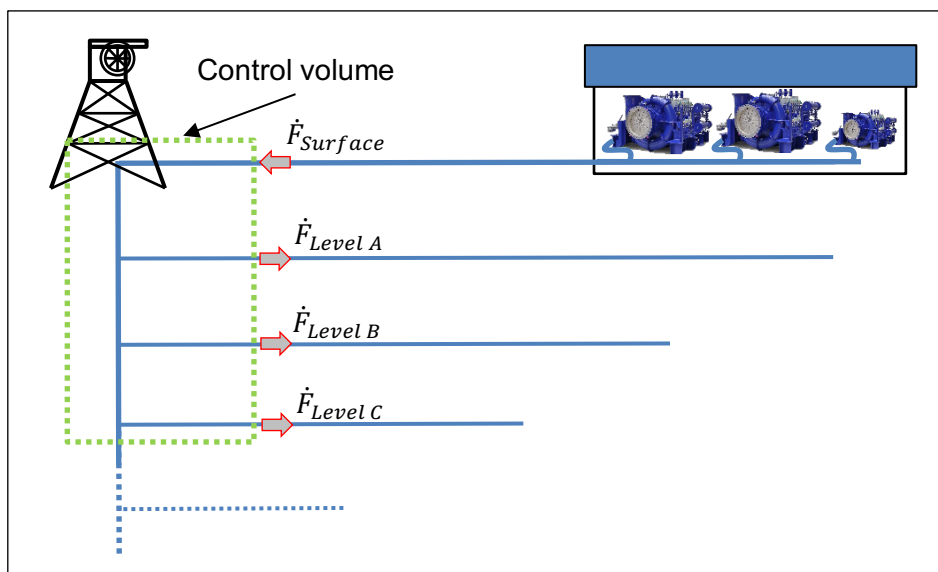 Control volume
Ḟ_Surface
Ḟ_Level A
Ḟ_Level B
Ḟ_Level C